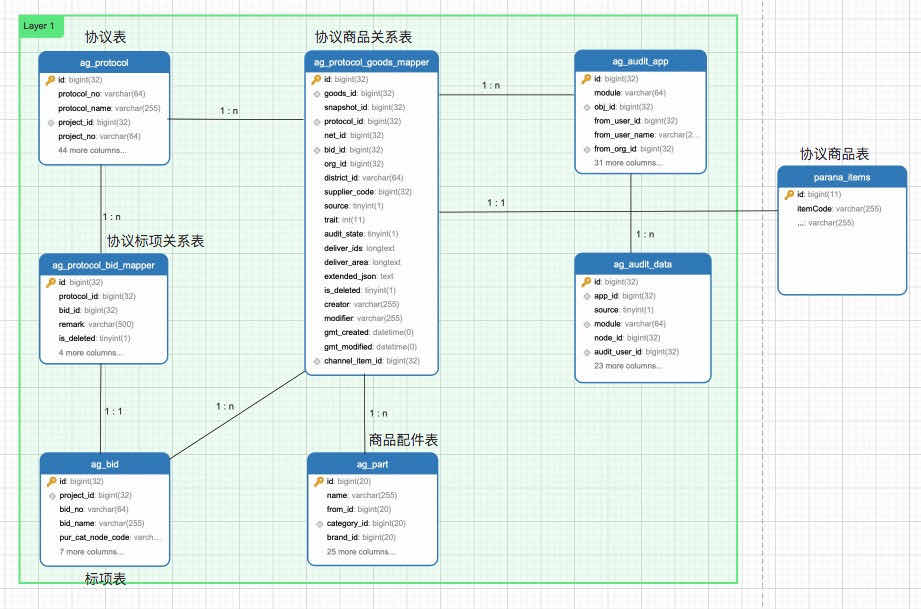 Layer 1
协议表
ag_protocol
id: bigint(32)
protocol_no: varchar(64)
protocol_name: varchar(255)
project_id: bigint(32)
project_no: varchar(64)
44 more columns...
1 : n
1 : n
协议标项关系表
ag_protocol_bid_mapper
id: bigint(32)
protocol_id: bigint(32)
bid_id: bigint(32)
remark: varchar(500)
is_deleted: tinyint(1)
4 more columns...
1 : 1
ag_bid
id: bigint(32)
project_id: bigint(32)
bid_no: varchar(64)
bid_name: varchar(255)
pur_cat_node_code: varch...
7 more columns...
标项表
协议商品关系表
ag_protocol_goods_mapper
id: bigint(32)
goods_id: bigint(32)
snapshot_id: bigint(32)
protocol_id: bigint(32)
net_id: bigint(32)
bid_id: bigint(32)
org_id: bigint(32)
district_id: varchar(64)
supplier_code: bigint(32)
source: tinyint(1)
trait: int(11)
audit_state: tinyint(1)
deliver_ids: longtext
deliver_area: longtext
extended_json: text
is_deleted: tinyint(1)
creator: varchar(255)
modifier: varchar(255)
gmt_created: datetime(0)
gmt_modified: datetime(0)
channel_item_id: bigint(32)
1 : n
1 : n
商品配件表
ag_part
id: bigint(20)
name: varchar(255)
from_id: bigint(20)
category_id: bigint(20)
brand_id: bigint(20)
25 more columns...
1 : n
1 : 1
ag_audit_app
id: bigint(32)
module: varchar(64)
obj_id: bigint(32)
from_user_id: bigint(32)
from_user_name: varchar(2...
from_org_id: bigint(32)
31 more columns...
1 : n
ag_audit_data
id: bigint(32)
app_id: bigint(32)
source: tinyint(1)
module: varchar(64)
node_id: bigint(32)
audit_user_id: bigint(32)
23 more columns...
协议商品表
parana_items
id: bigint(11)
itemCode: varchar(255)
...: varchar(255)